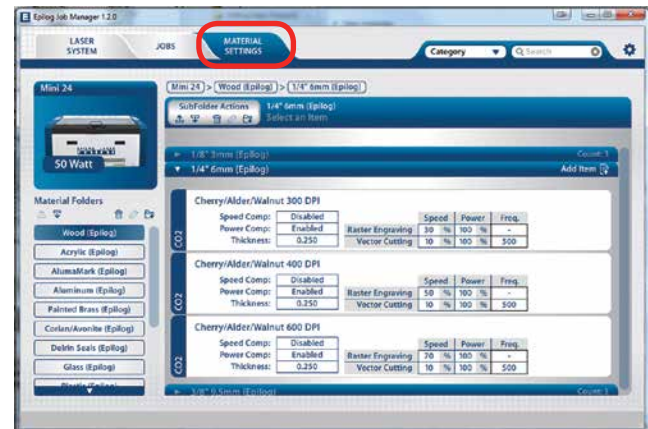 Epilog Job Manager 1.2.0
LASER SYSTEM
JOBS
MATERIAL SETTINGS
Category
Search
Mini 24
50 Watt
Mini 24 > Wood (Epilog) > 1/4" 6mm (Epilog)
SubFolder Actions
1/4" 6mm (Epilog)
Select an Item
1/8" 3mm (Epilog) Count: 1
1/4" 6mm (Epilog) Add Item
Material Folders
Wood (Epilog)
Acrylic (Epilog)
AlumaMark (Epilog)
Aluminum (Epilog)
Painted Brass (Epilog)
Corian/Avonite (Epilog)
Delrin Seals (Epilog)
Glass (Epilog)
Plastic (Epilog)
CO2
Cherry/Alder/Walnut 300 DPI
Speed Comp: Disabled Speed Power Freq.
Power Comp: Enabled Raster Engraving 30 % 100 % -
Thickness: 0.250 Vector Cutting 10 % 100 % 500
CO2
Cherry/Alder/Walnut 400 DPI
Speed Comp: Disabled Speed Power Freq.
Power Comp: Enabled Raster Engraving 50 % 100 % -
Thickness: 0.250 Vector Cutting 10 % 100 % 500
CO2
Cherry/Alder/Walnut 600 DPI
Speed Comp: Disabled Speed Power Freq.
Power Comp: Enabled Raster Engraving 70 % 100 % -
Thickness: 0.250 Vector Cutting 10 % 100 % 500
3/8" 9.5mm (Epilog) Count: 1